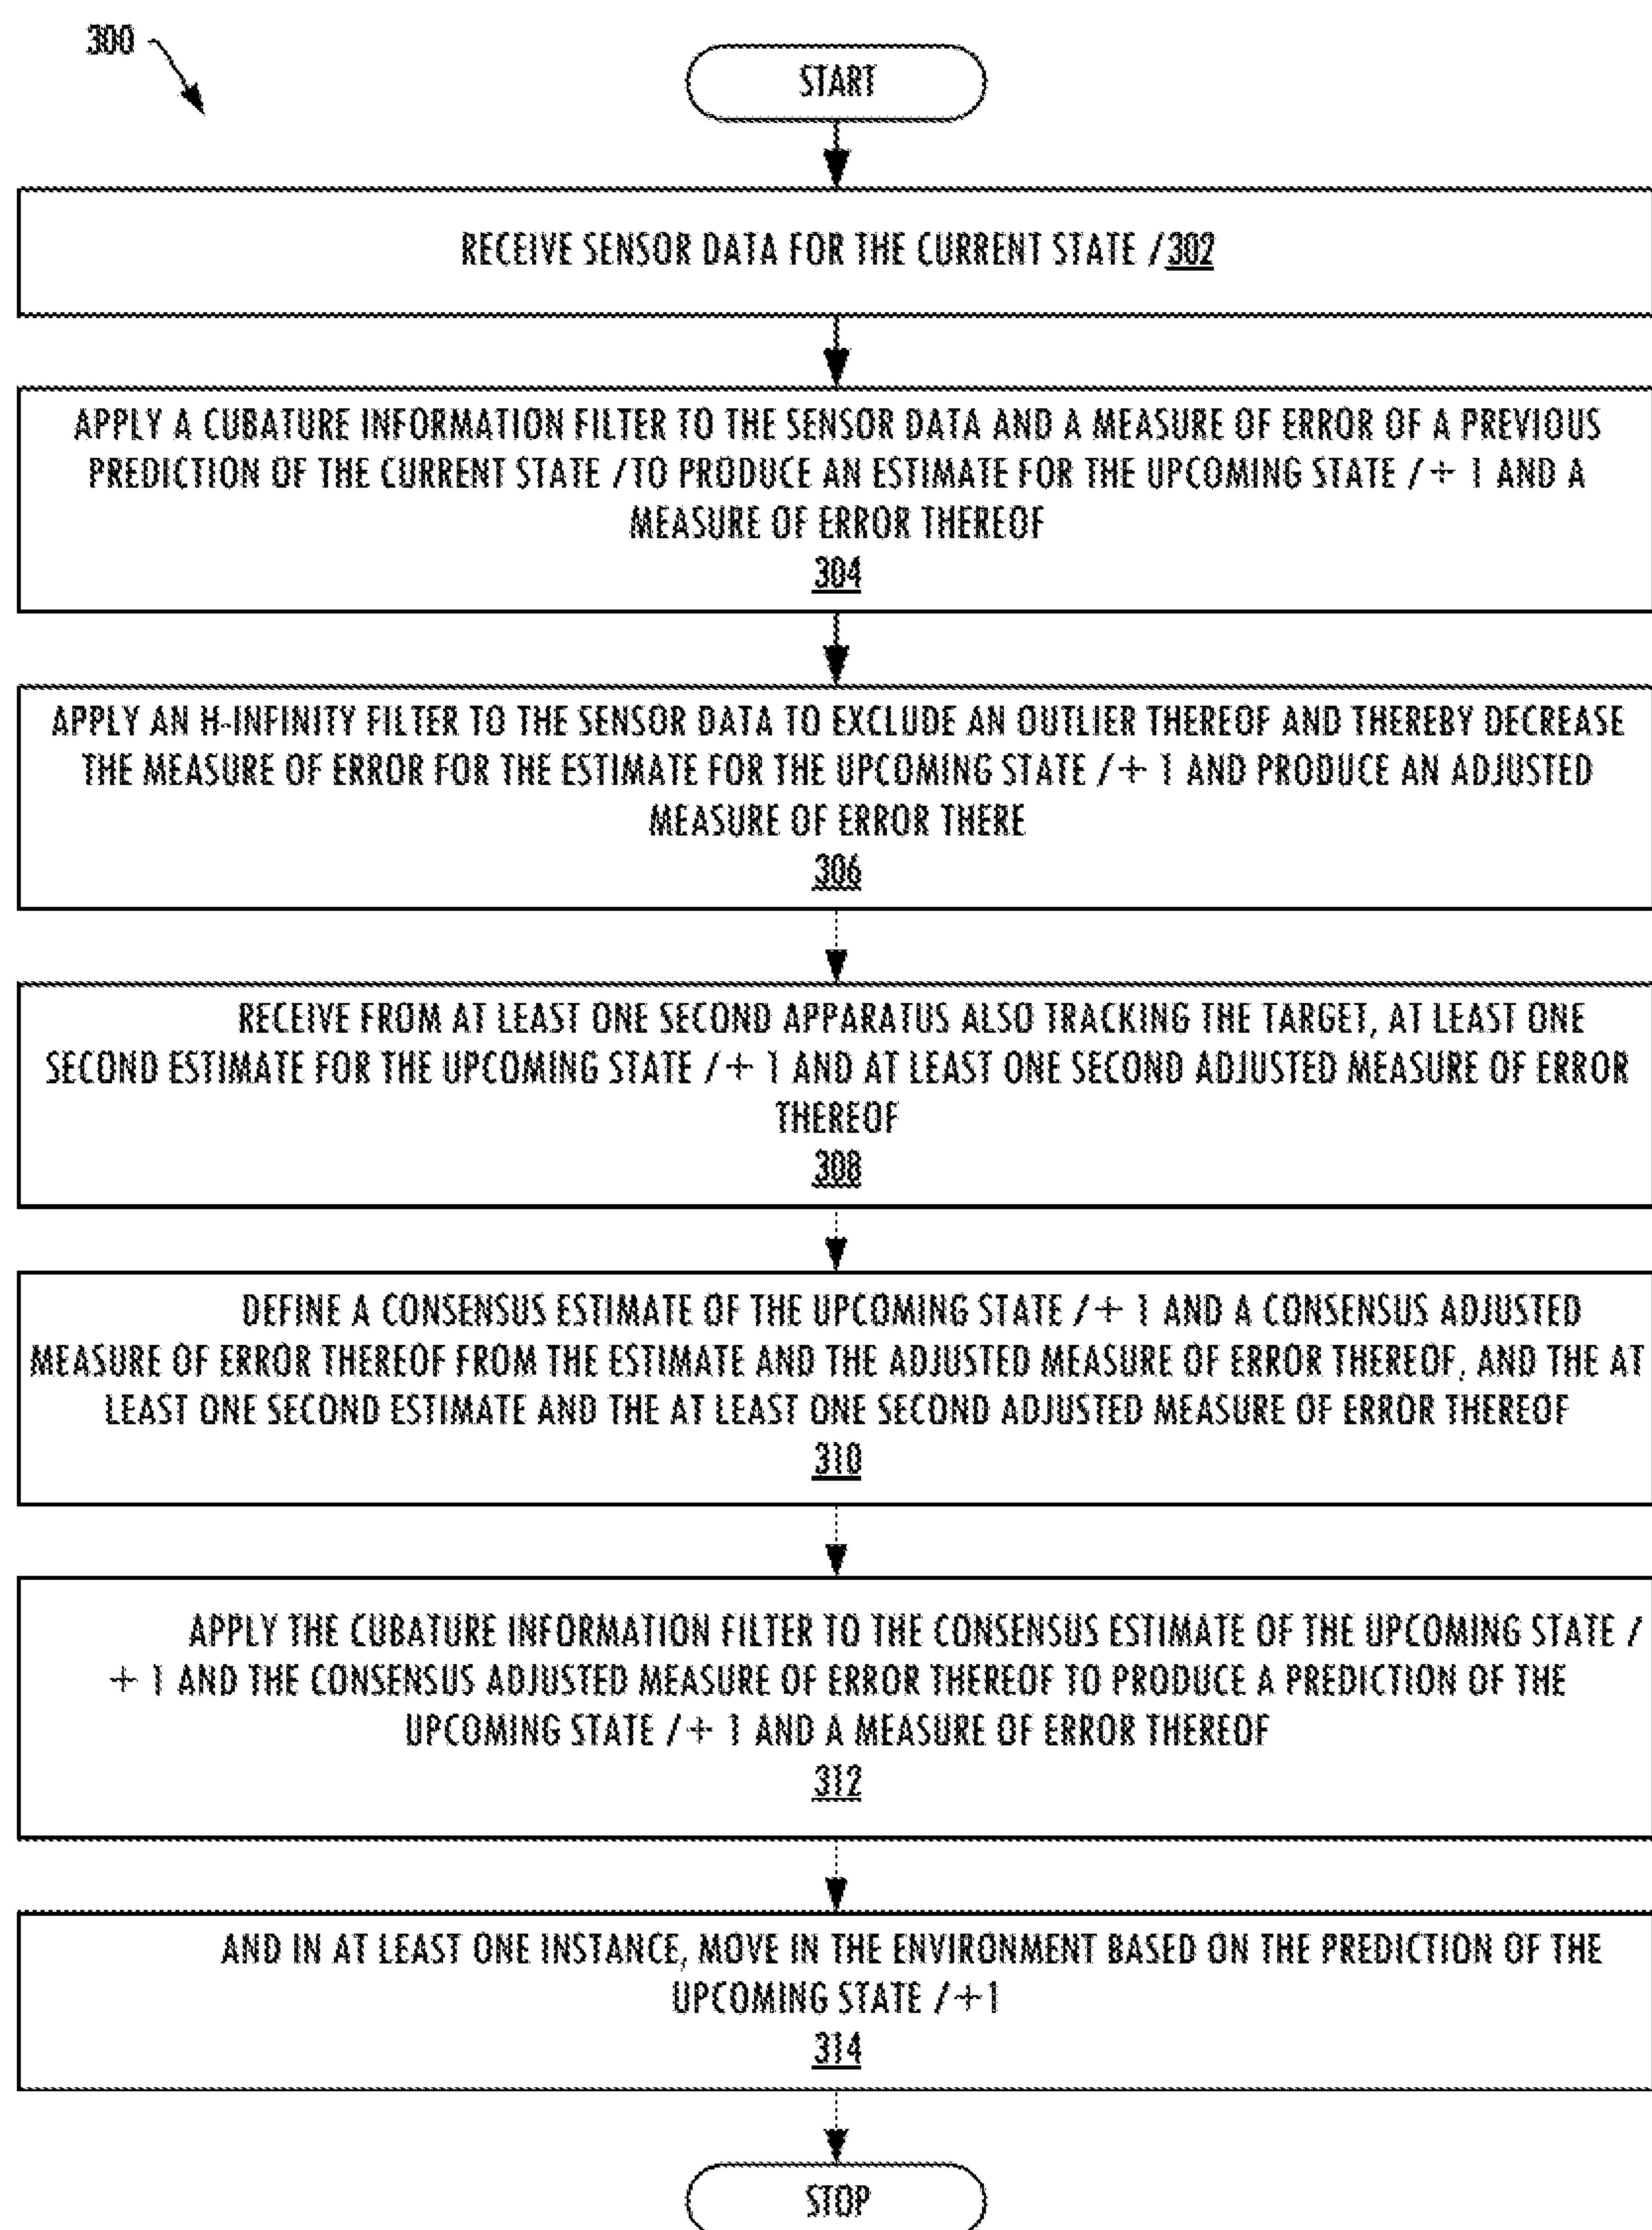 300
START
RECEIVE SENSOR DATA FOR THE CURRENT STATE /302
APPLY A CUBATURE INFORMATION FILTER TO THE SENSOR DATA AND A MEASURE OF ERROR OF A PREVIOUS
PREDICTION OF THE CURRENT STATE / TO PRODUCE AN ESTIMATE FOR THE UPCOMING STATE / + 1 AND A
MEASURE OF ERROR THEREOF
304
APPLY AN H-INFINITY FILTER TO THE SENSOR DATA TO EXCLUDE AN OUTLIER THEREOF AND THEREBY DECREASE
THE MEASURE OF ERROR FOR THE ESTIMATE FOR THE UPCOMING STATE / + 1 AND PRODUCE AN ADJUSTED
MEASURE OF ERROR THERE
306
RECEIVE FROM AT LEAST ONE SECOND APPARATUS ALSO TRACKING THE TARGET, AT LEAST ONE
SECOND ESTIMATE FOR THE UPCOMING STATE / + 1 AND AT LEAST ONE SECOND ADJUSTED MEASURE OF ERROR
THEREOF
308
DEFINE A CONSENSUS ESTIMATE OF THE UPCOMING STATE / + 1 AND A CONSENSUS ADJUSTED
MEASURE OF ERROR THEREOF FROM THE ESTIMATE AND THE ADJUSTED MEASURE OF ERROR THEREOF, AND THE AT
LEAST ONE SECOND ESTIMATE AND THE AT LEAST ONE SECOND ADJUSTED MEASURE OF ERROR THEREOF
310
APPLY THE CUBATURE INFORMATION FILTER TO THE CONSENSUS ESTIMATE OF THE UPCOMING STATE /
+ 1 AND THE CONSENSUS ADJUSTED MEASURE OF ERROR THEREOF TO PRODUCE A PREDICTION OF THE
UPCOMING STATE / + 1 AND A MEASURE OF ERROR THEREOF
312
AND IN AT LEAST ONE INSTANCE, MOVE IN THE ENVIRONMENT BASED ON THE PREDICTION OF THE
UPCOMING STATE / +1
314
STOP